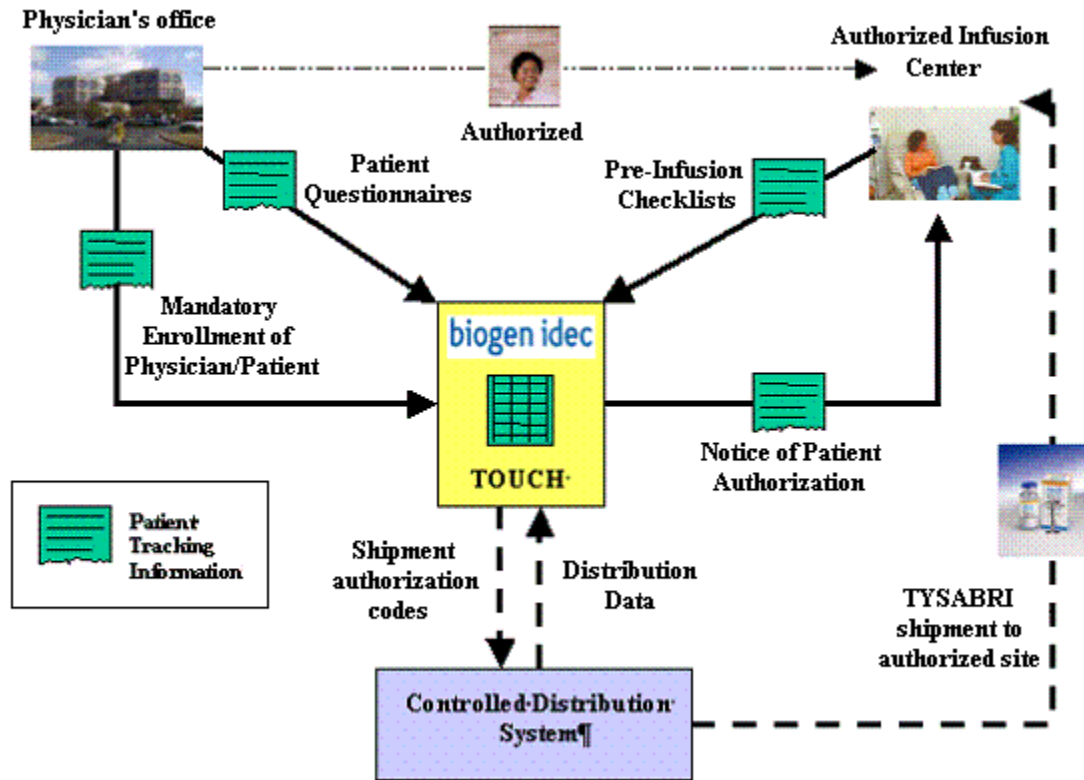 Physician's office
Authorized Infusion
Center
Authorized
Patient
Questionnaires
Pre-Infusion
Checklists
Mandatory
Enrollment of
Physician/Patient
biogen idec
TOUCH·
Notice of Patient
Authorization
Patient·
Tracking
Information
Shipment
authorization
codes
Distribution
Data
TYSABRI
shipment to
authorized site
Controlled·Distribution·
System¶